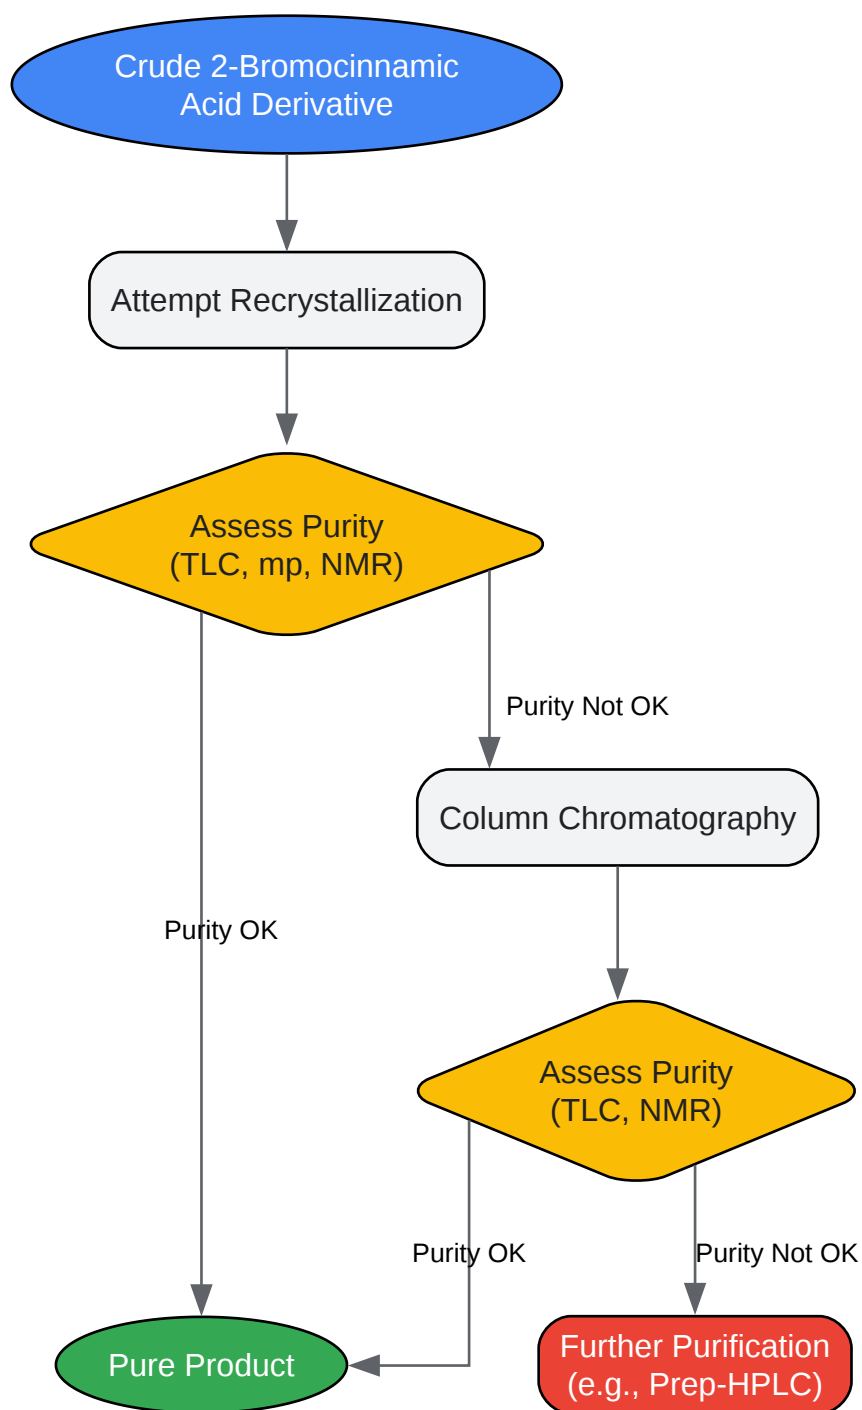 Crude 2-Bromocinnamic
Acid Derivative
Attempt Recrystallization
Assess Purity
(TLC, mp, NMR)
Purity Not OK
Column Chromatography
Purity OK
Assess Purity
(TLC, NMR)
Purity OK
Purity Not OK
Pure Product
Further Purification
(e.g., Prep-HPLC)